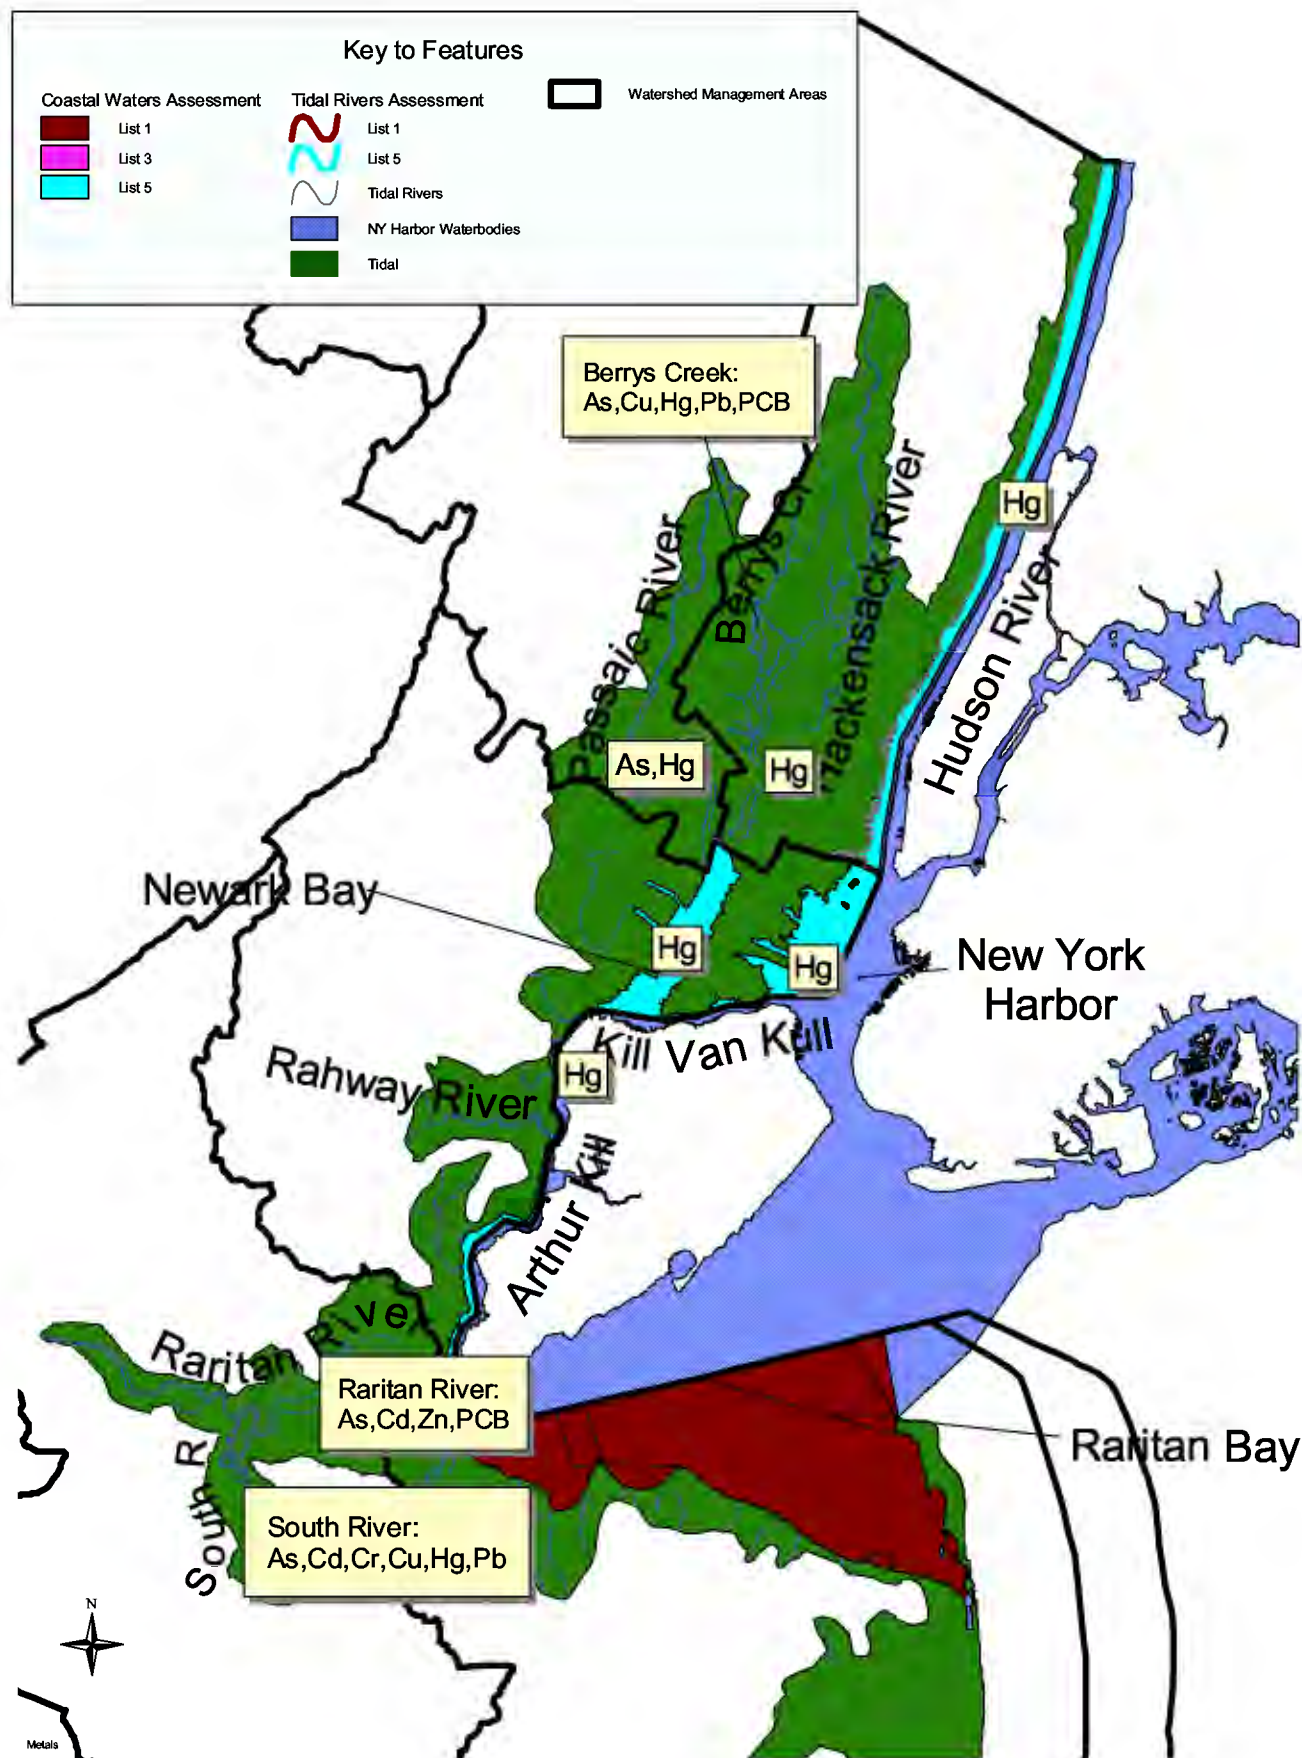 Key to Features
Coastal Waters Assessment
List 1
List 3
List 5
Tidal Rivers Assessment
List 1
List 5
Tidal Rivers
NY Harbor Waterbodies
Tidal
Watershed Management Areas
Berrys Creek:
As,Cu,Hg,Pb,PCB
Hg
Passaic River
Berrys Cr
Hackensack River
Hudson River
As,Hg
Hg
Newark Bay
Hg
Hg
New York
Harbor
Kill Van Kull
Rahway River
Hg
Arthur Kill
Raritan River
Raritan River:
As,Cd,Zn,PCB
Raritan Bay
South R
South River:
As,Cd,Cr,Cu,Hg,Pb
N
Metals